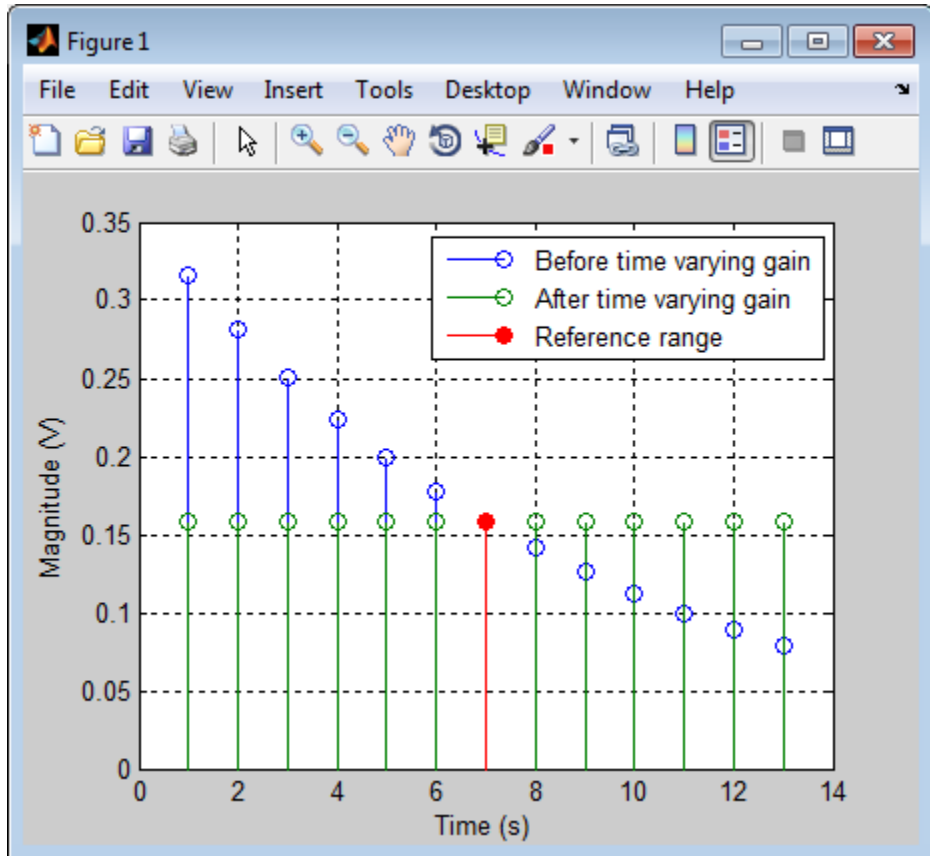 Figure 1
File Edit View Insert Tools Desktop Window Help
0.35
0.3
0.25
0.2
0.15
0.1
0.05
0
Magnitude (V)
Before time varying gain
After time varying gain
Reference range
0 2 4 6 8 10 12 14
Time (s)